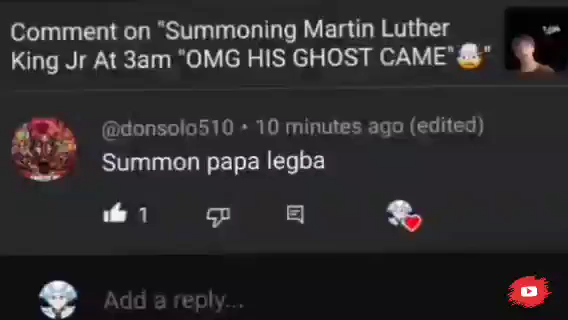 Comment on "Summoning Martin Luther
King Jr At 3am "OMG HIS GHOST CAME"🤯"
@donsolo510 • 10 minutes ago (edited)
Summon papa legba
1
Add a reply...